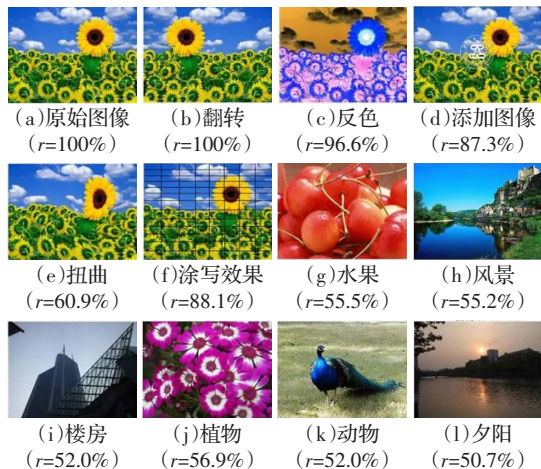 (a)原始图像 (b)翻转 (c)反色 (d)添加图像
(r=100%) (r=100%) (r=96.6%) (r=87.3%)
(e)扭曲 (f)涂写效果 (g)水果 (h)风景
(r=60.9%) (r=88.1%) (r=55.5%) (r=55.2%)
(i)楼房 (j)植物 (k)动物 (l)夕阳
(r=52.0%) (r=56.9%) (r=52.0%) (r=50.7%)